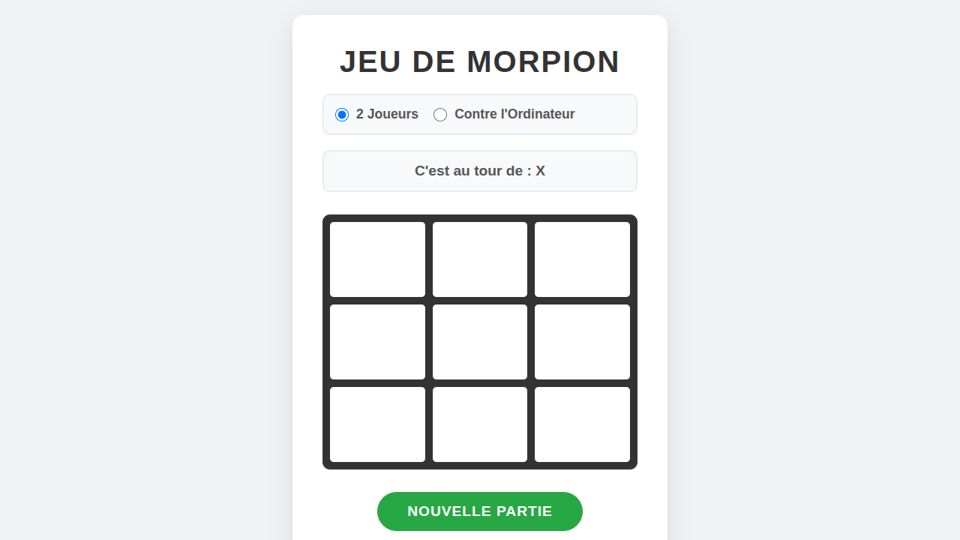 JEU DE MORPION
2 Joueurs Contre l'Ordinateur
C'est au tour de : X
NOUVELLE PARTIE